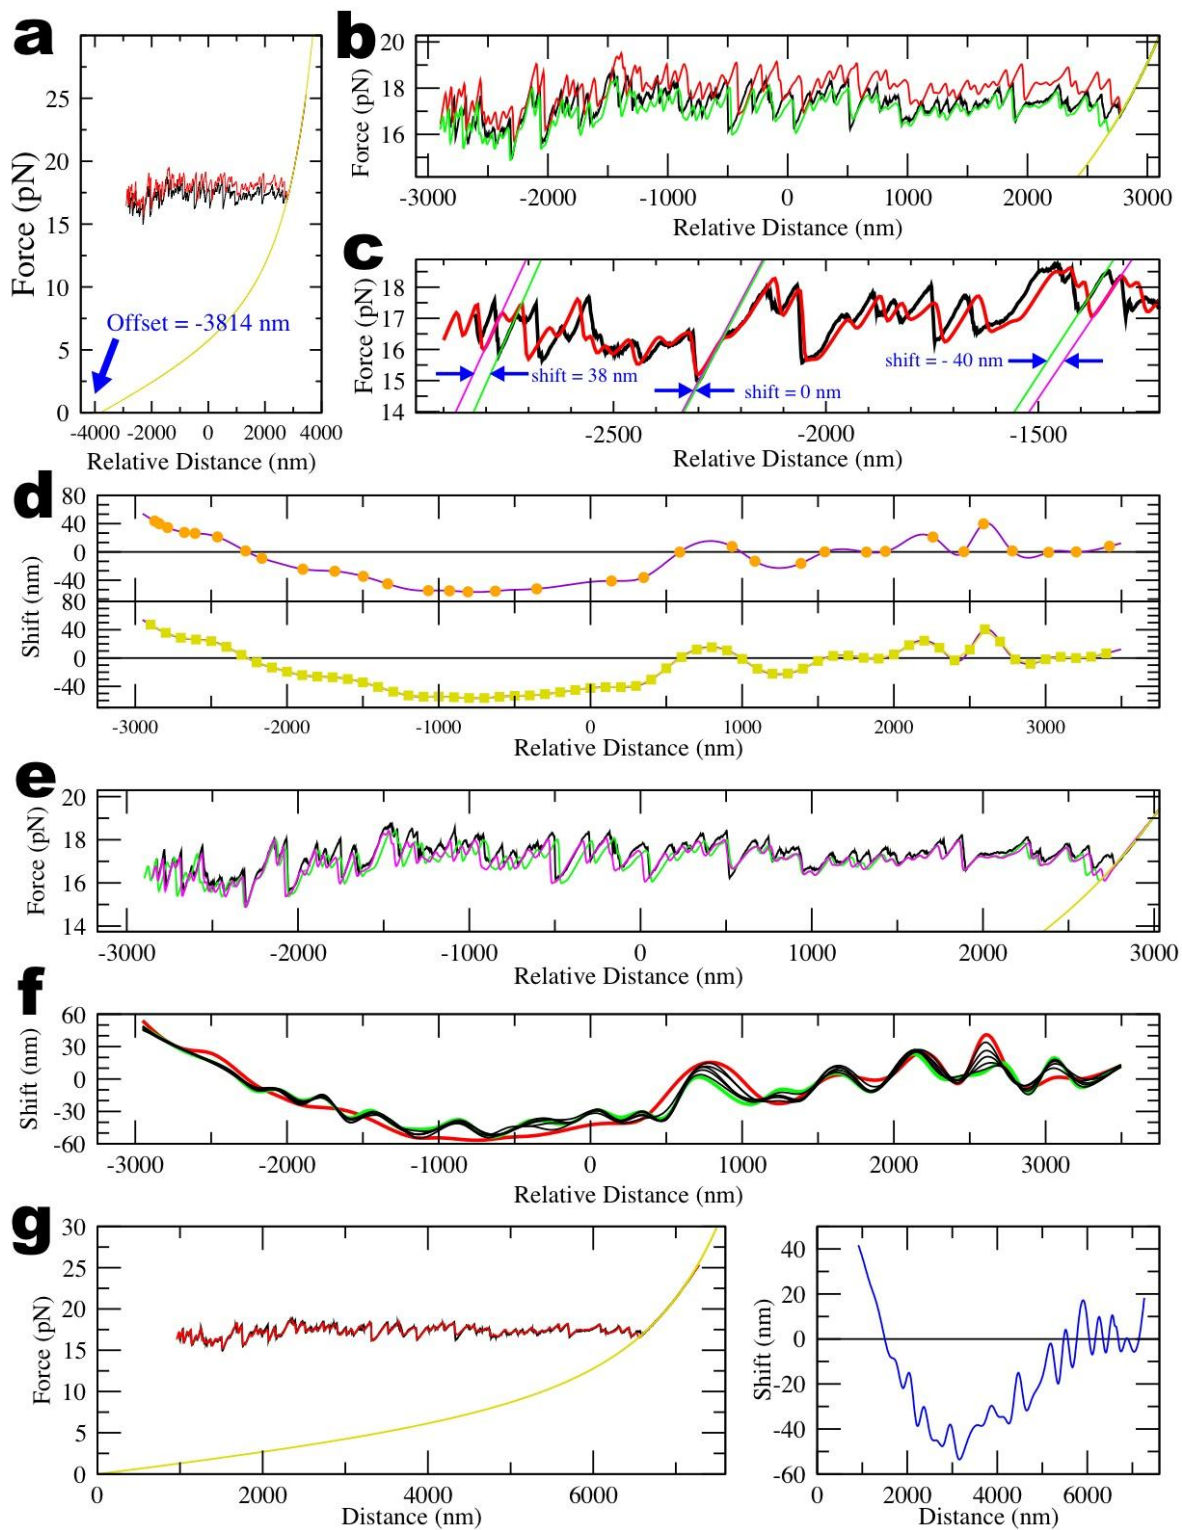 a
25
20
15
10
5
0
Force (pN)
Offset = -3814 nm
-4000 -2000 0 2000 4000
Relative Distance (nm)
b
20
18
16
Force (pN)
-3000 -2000 -1000 0 1000 2000 3000
Relative Distance (nm)
c
18
17
16
15
14
Force (pN)
shift = 38 nm
shift = 0 nm
shift = - 40 nm
-2500 -2000 -1500
Relative Distance (nm)
d
80
40
0
-40
80
40
0
-40
Shift (nm)
-3000 -2000 -1000 0 1000 2000 3000
Relative Distance (nm)
e
20
18
16
14
Force (pN)
-3000 -2000 -1000 0 1000 2000 3000
Relative Distance (nm)
f
60
30
0
-30
-60
Shift (nm)
-3000 -2000 -1000 0 1000 2000 3000
Relative Distance (nm)
g
30
25
20
15
10
5
0
Force (pN)
0 2000 4000 6000
Distance (nm)
40
20
0
-20
-40
-60
Shift (nm)
0 2000 4000 6000
Distance (nm)